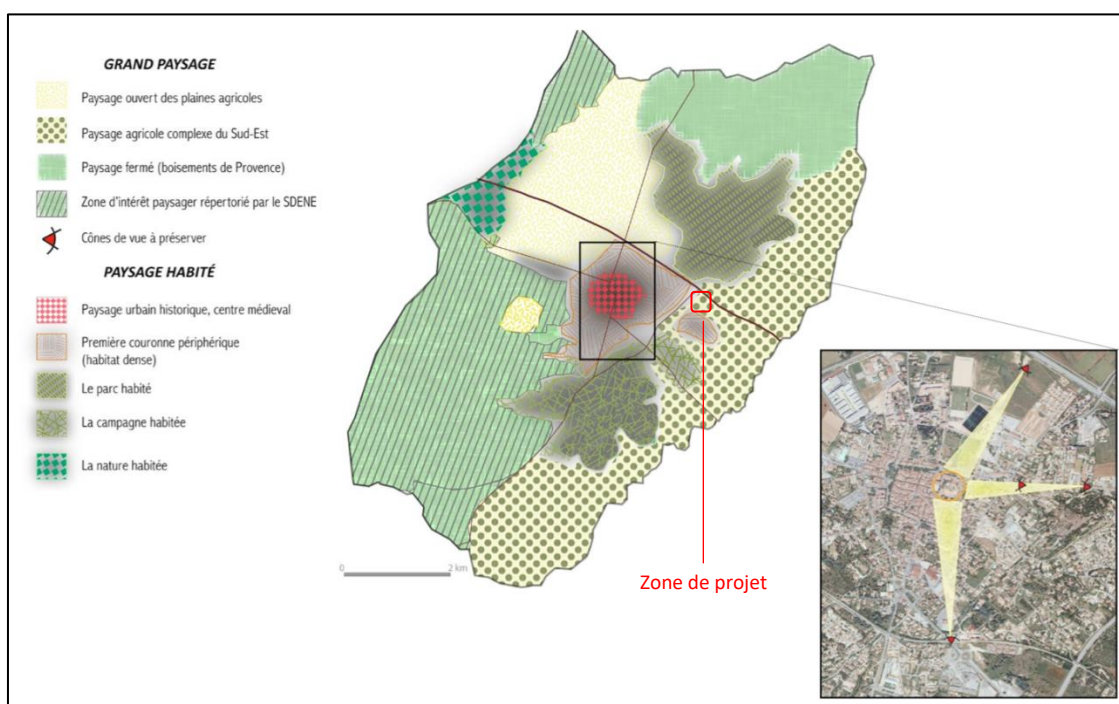 GRAND PAYSAGE
Paysage ouvert des plaines agricoles
Paysage agricole complexe du Sud-Est
Paysage fermé (boisements de Provence)
Zone d'intérêt paysager répertorié par le SDENE
Cônes de vue à préserver
PAYSAGE HABITÉ
Paysage urbain historique, centre médieval
Première couronne périphérique
(habitat dense)
Le parc habité
La campagne habitée
La nature habitée
0 2 km
Zone de projet